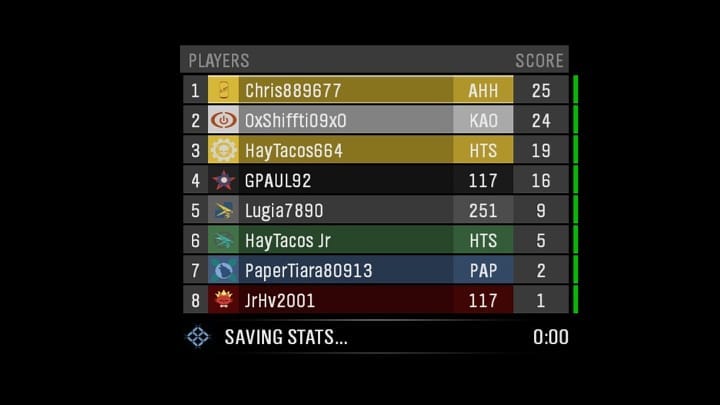 PLAYERS SCORE
1 Chris889677 AHH 25
2 OxShiffti09x0 KAO 24
3 HayTacos664 HTS 19
4 GPAUL92 117 16
5 Lugia7890 251 9
6 HayTacos Jr HTS 5
7 PaperTiara80913 PAP 2
8 JrHv2001 117 1
SAVING STATS... 0:00